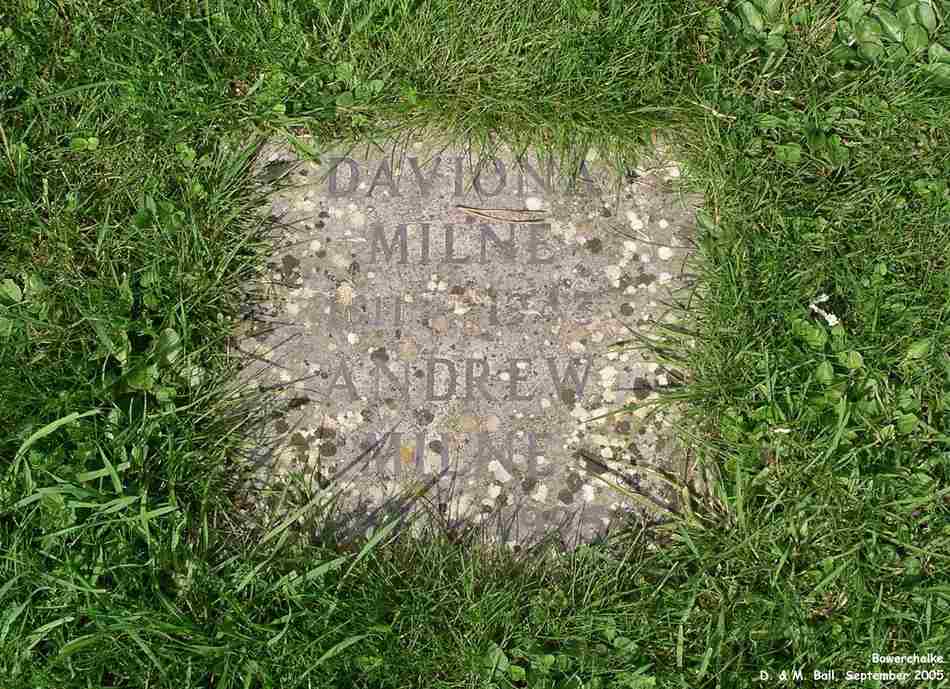 DAVIONA
MILNE
ANDREW
MILNE
Bowerchalke
D. & M. Ball, September 2005